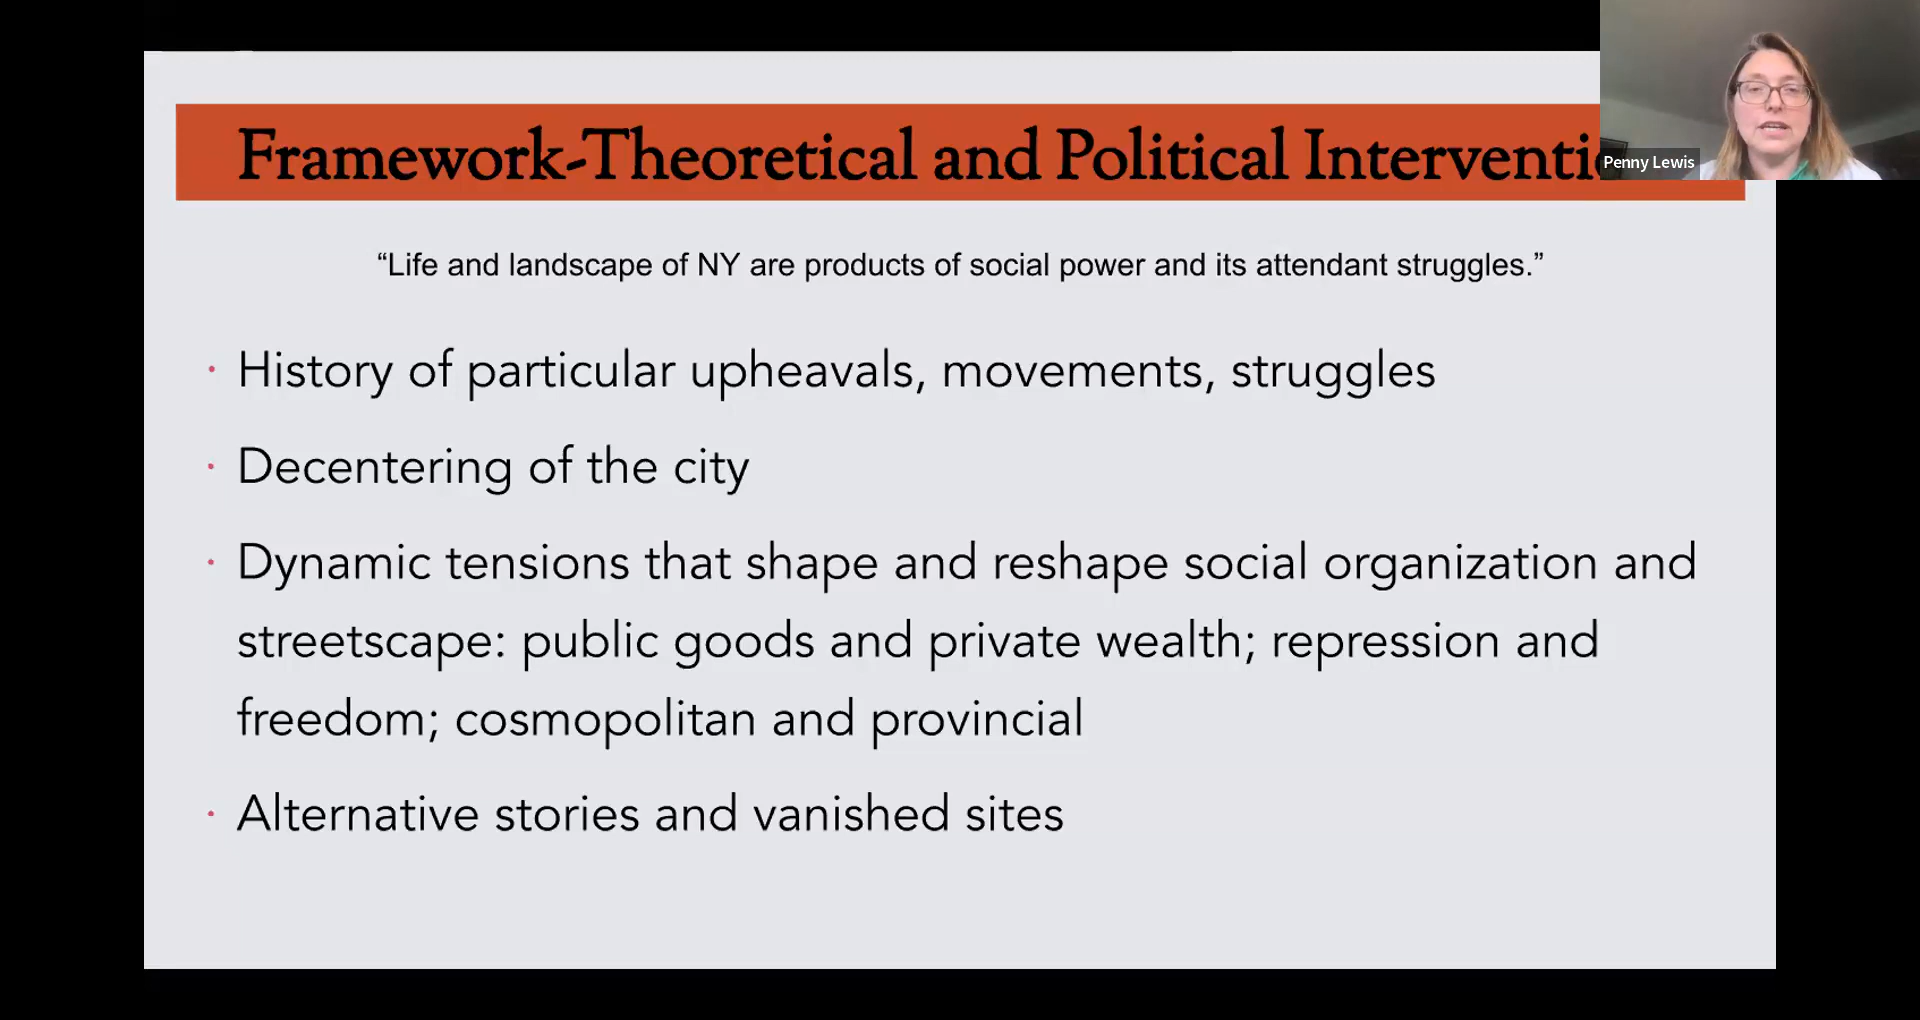 Framework-Theoretical and Political
Penny Lewis
“Life and landscape of NY are products of social power and its attendant struggles.”
· History of particular upheavals, movements, struggles
· Decentering of the city
· Dynamic tensions that shape and reshape social organization and
streetscape: public goods and private wealth; repression and
freedom; cosmopolitan and provincial
· Alternative stories and vanished sites